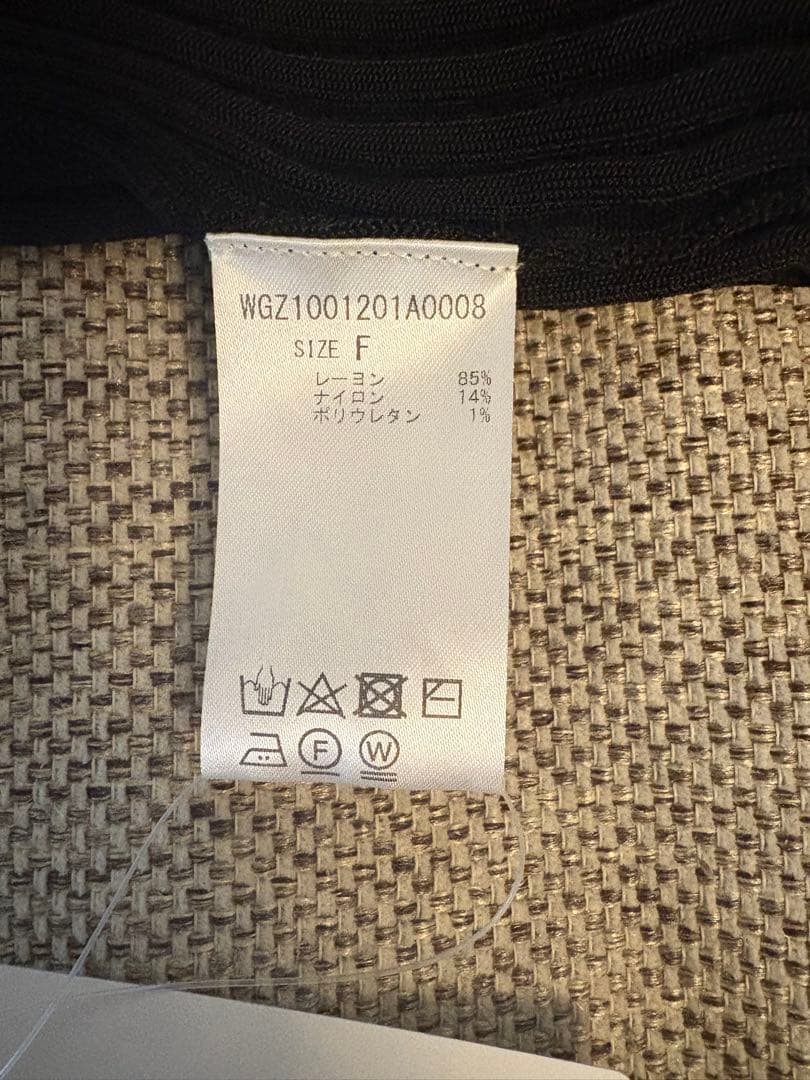 WGZ1001201A0008
SIZE F
レーヨン 85%
ナイロン 14%
ポリウレタン 1%
F W